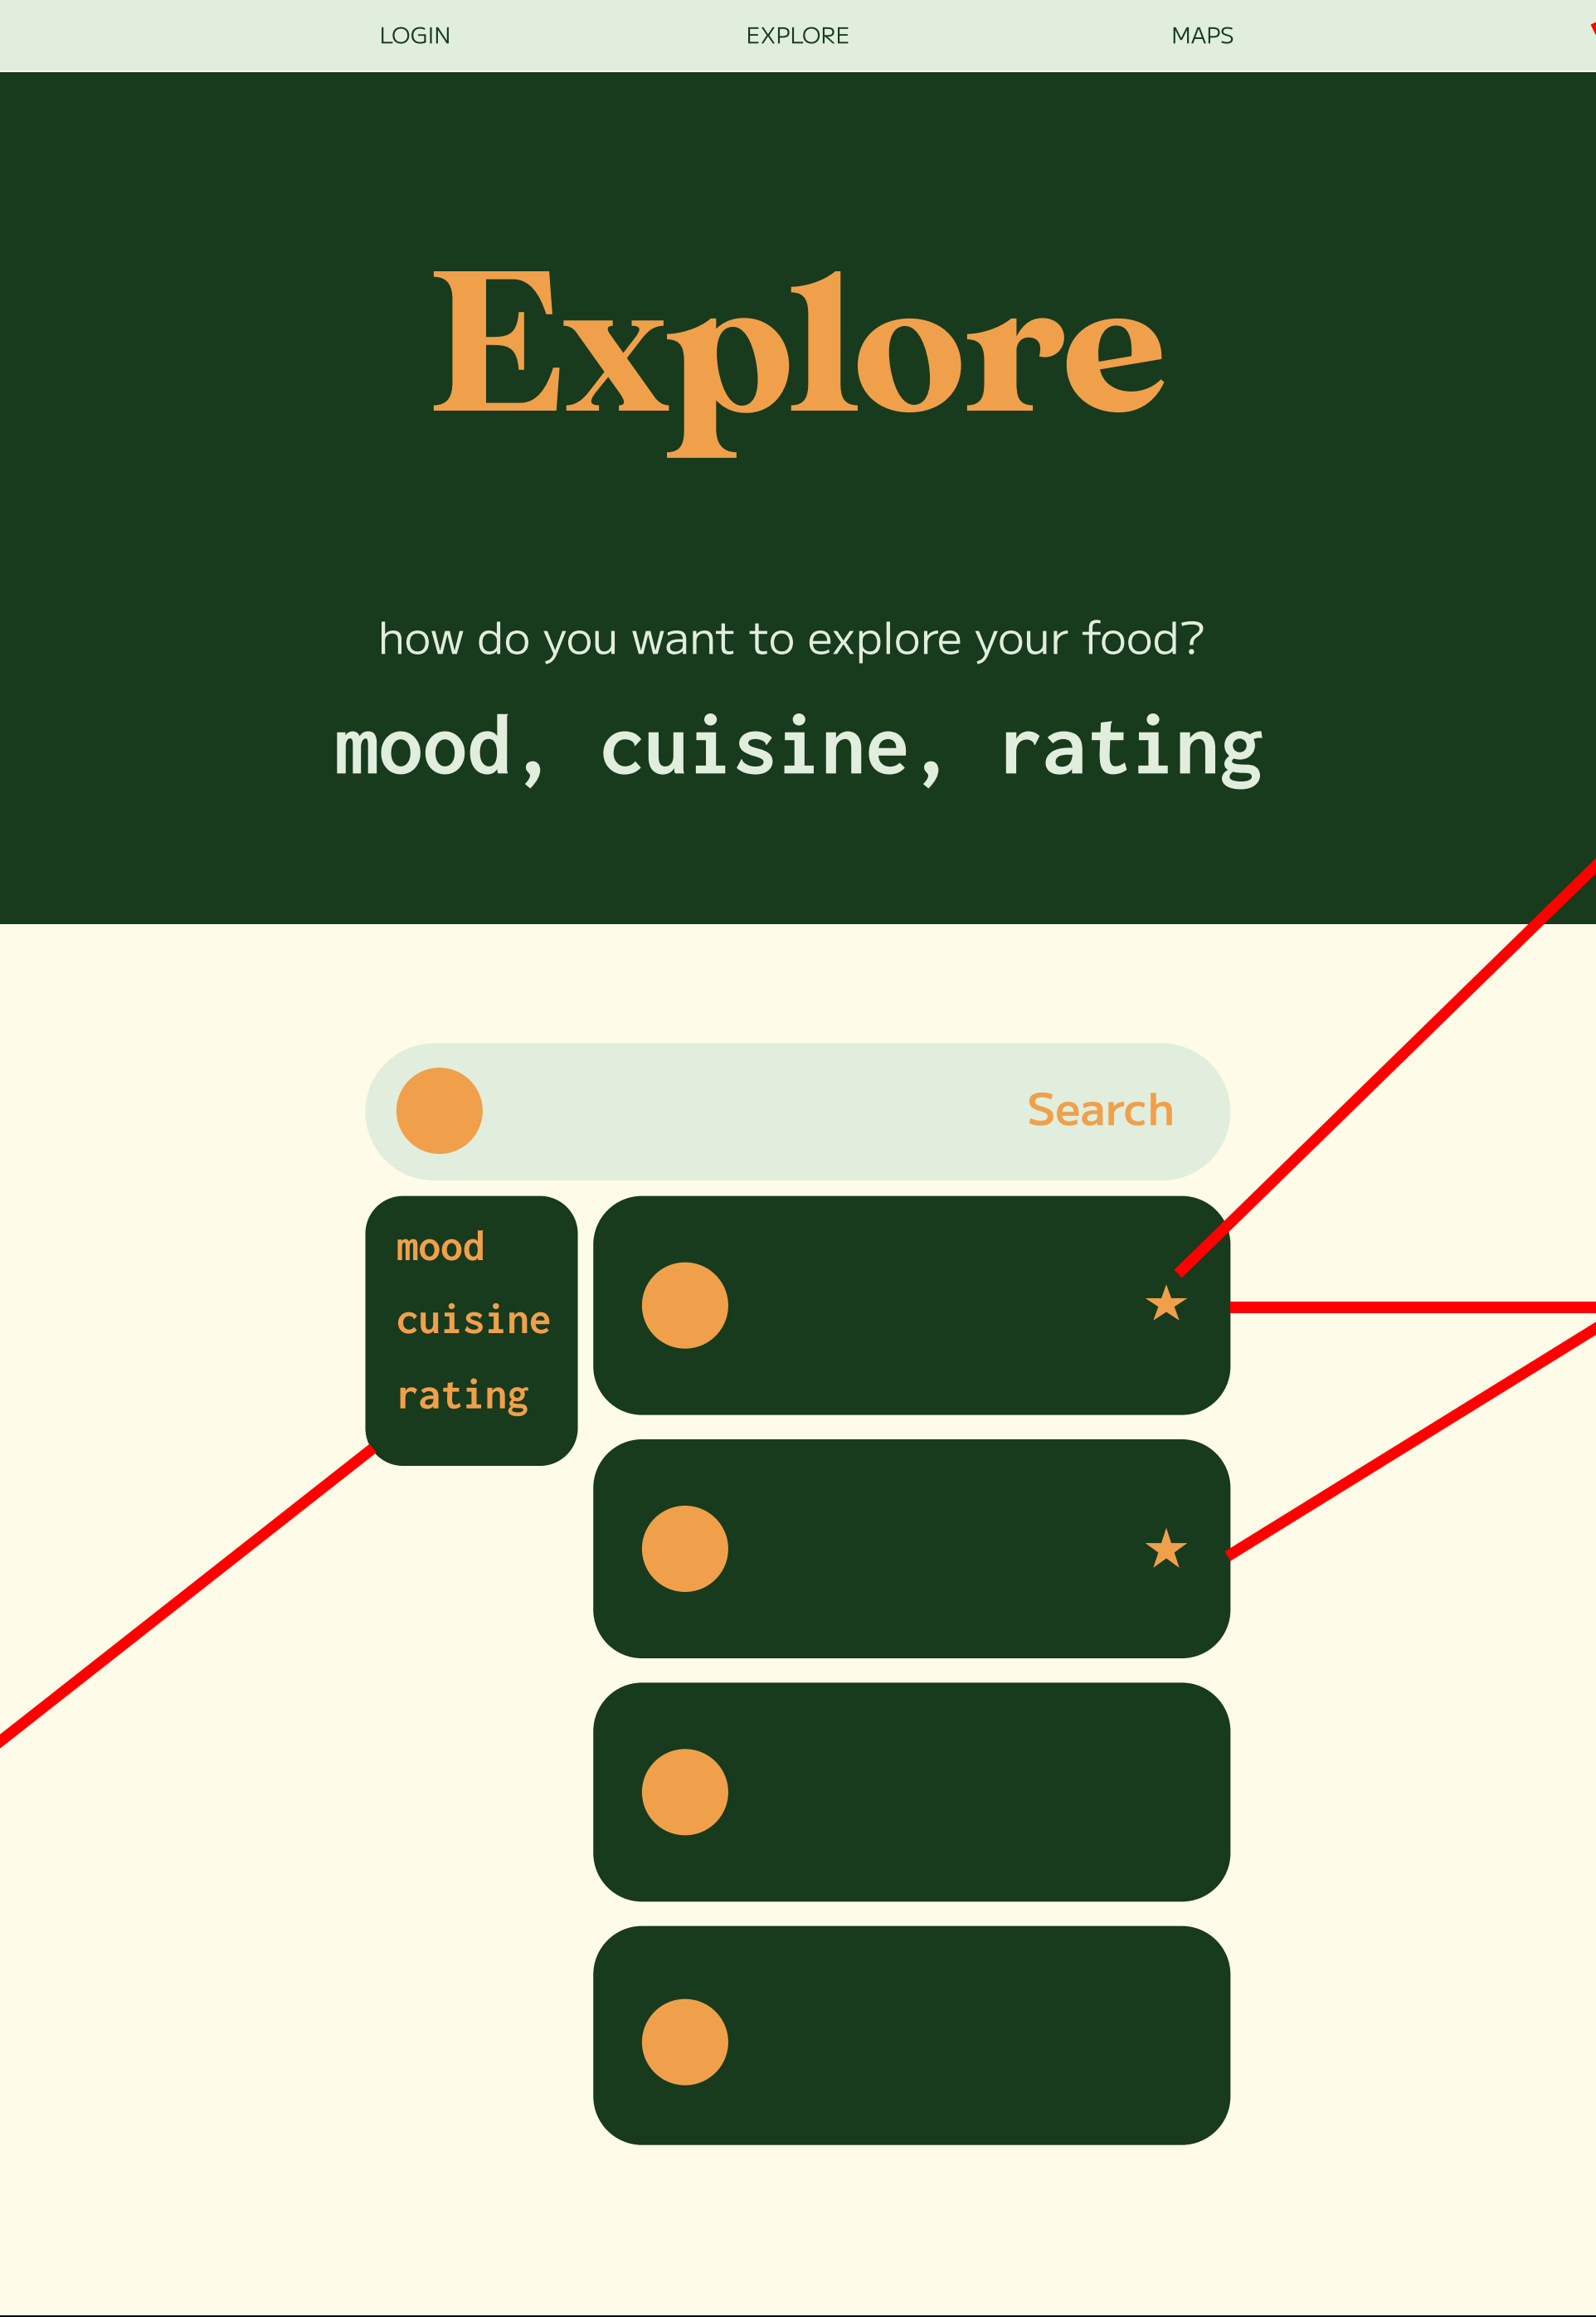 LOGIN EXPLORE MAPS
Explore
how do you want to explore your food?
mood, cuisine, rating
Search
mood
cuisine
rating